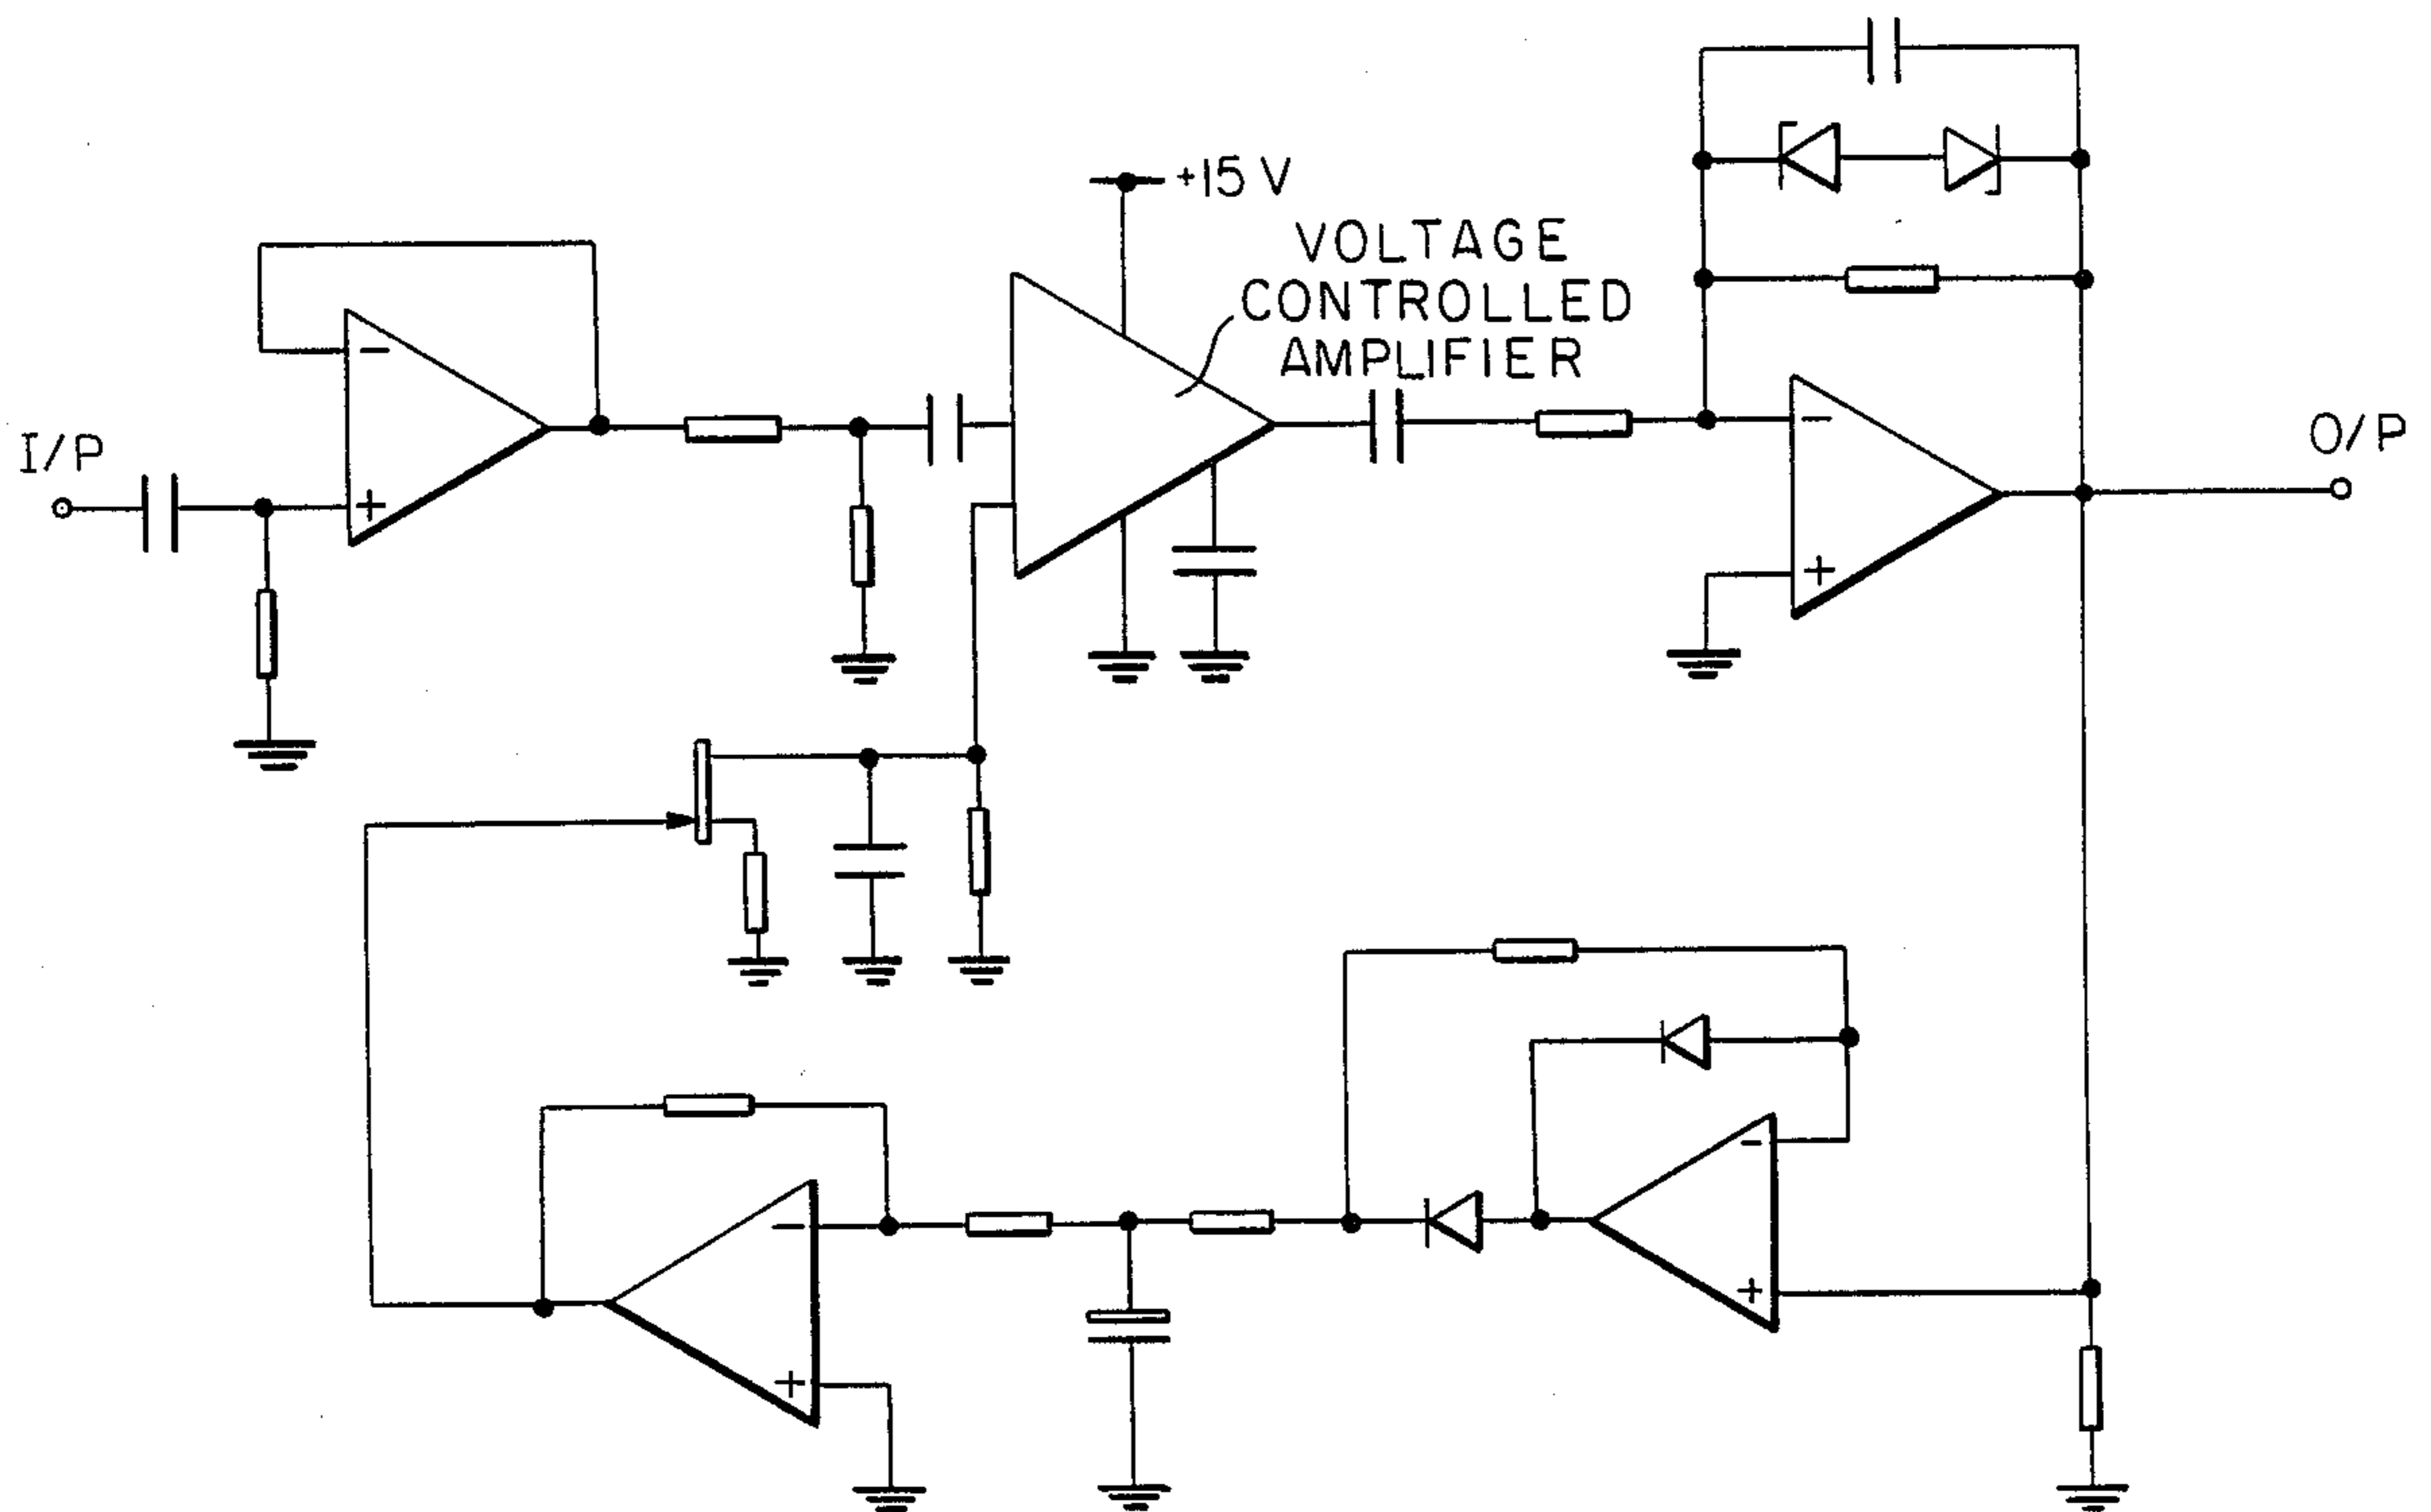 +15 V
VOLTAGE
CONTROLLED
AMPLIFIER
I/P
O/P
−
+
−
+
−
+
−
+